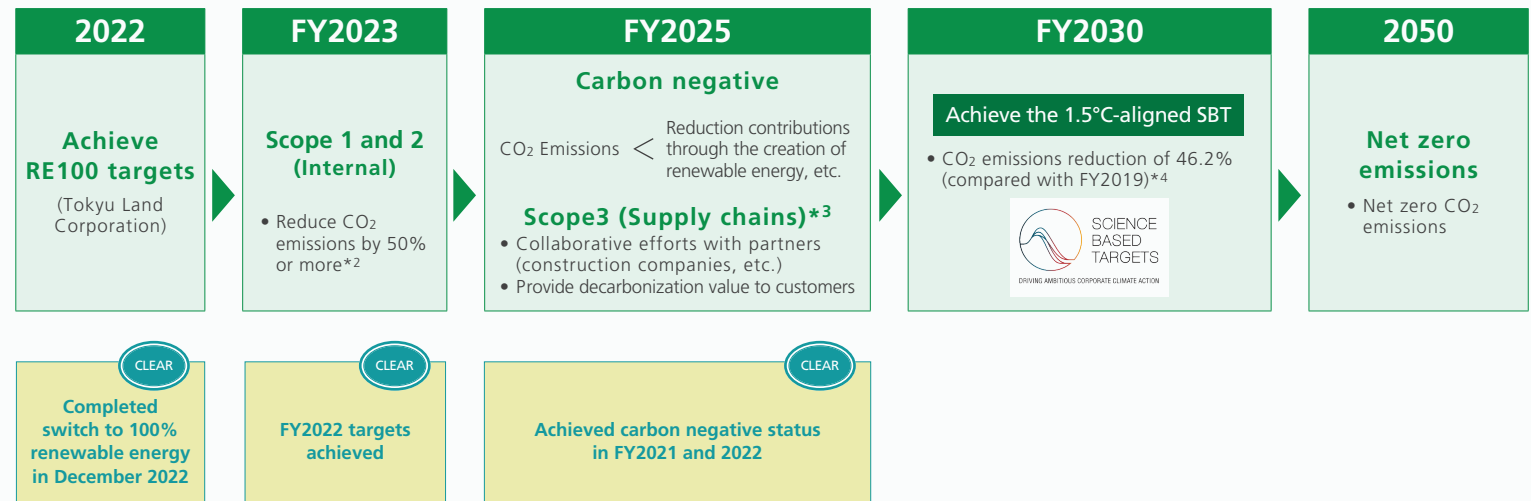 2022
Achieve
RE100 targets
(Tokyu Land
Corporation)
FY2023
Scope 1 and 2
(Internal)
• Reduce CO2
emissions by 50%
or more*2
FY2025
Carbon negative
CO2 Emissions <
Reduction contributions
through the creation of
renewable energy, etc.
Scope3 (Supply chains)*3
• Collaborative efforts with partners
(construction companies, etc.)
• Provide decarbonization value to customers
FY2030
Achieve the 1.5°C-aligned SBT
• CO2 emissions reduction of 46.2%
(compared with FY2019)*4
SCIENCE
BASED
TARGETS
DRIVING AMBITIOUS CORPORATE CLIMATE ACTION
2050
Net zero
emissions
• Net zero CO2
emissions
CLEAR
Completed
switch to 100%
renewable energy
in December 2022
CLEAR
FY2022 targets
achieved
CLEAR
Achieved carbon negative status
in FY2021 and 2022